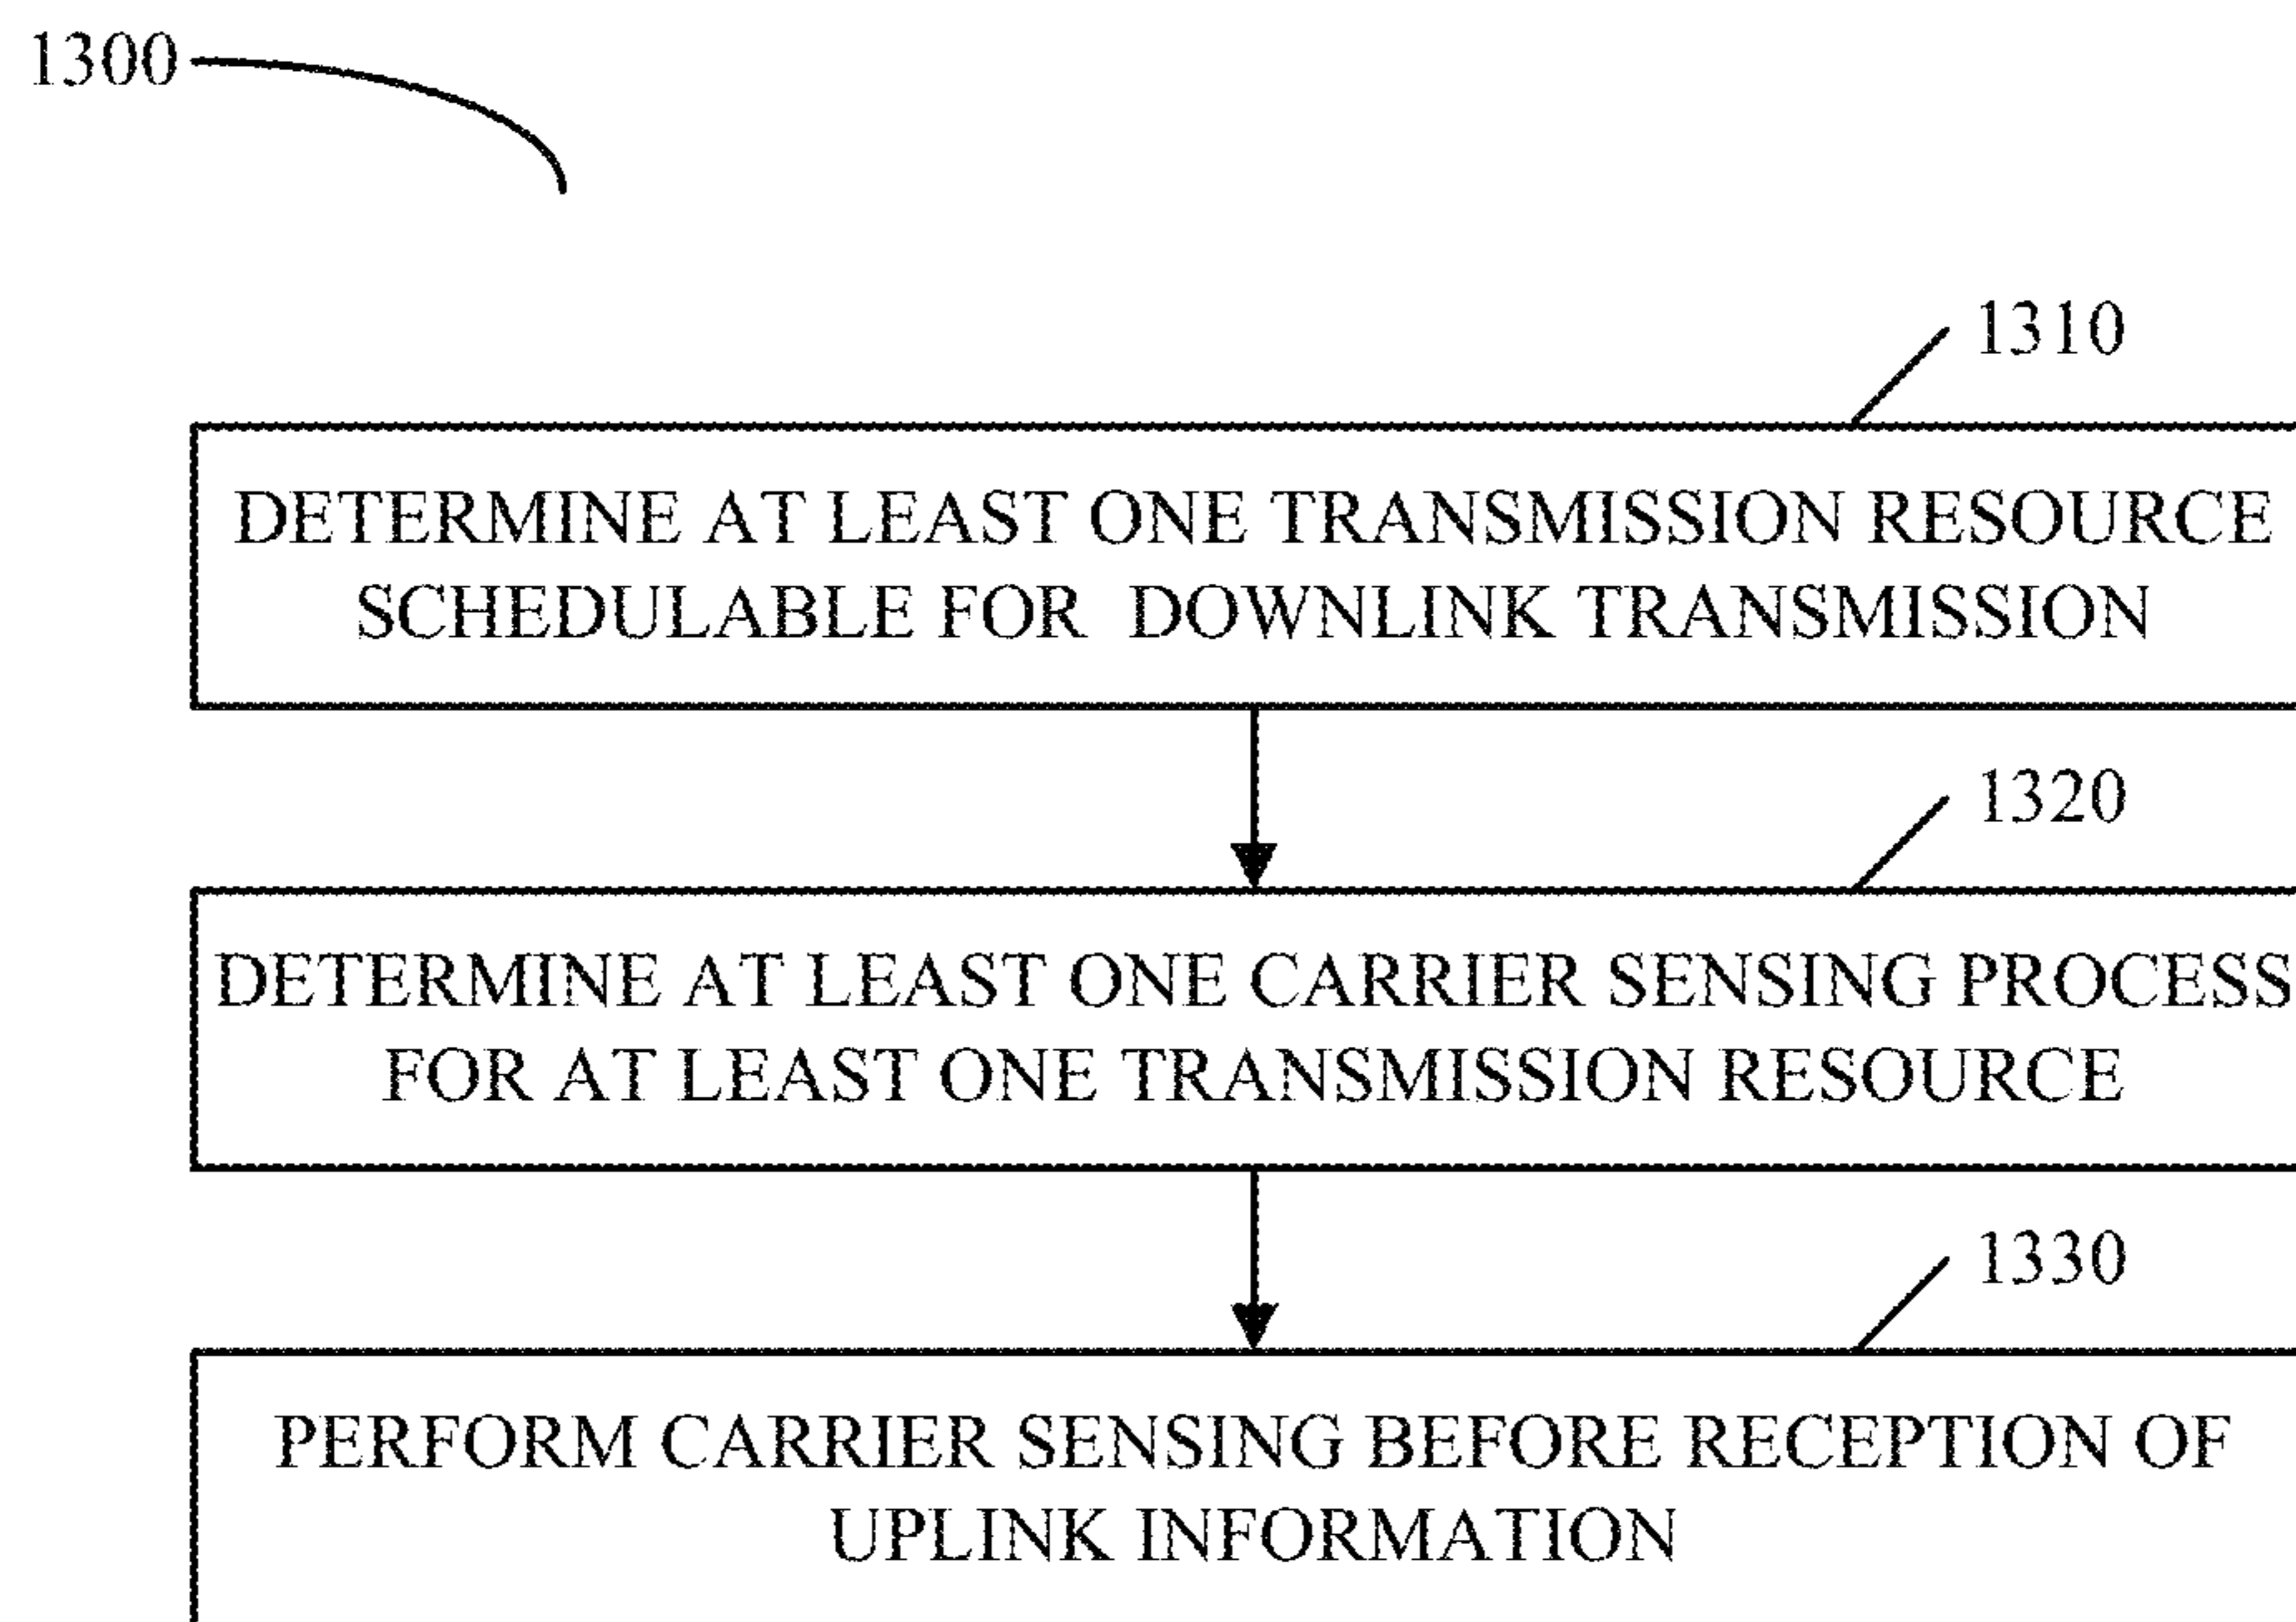 1300
1310
DETERMINE AT LEAST ONE TRANSMISSION RESOURCE
SCHEDULABLE FOR DOWNLINK TRANSMISSION
1320
DETERMINE AT LEAST ONE CARRIER SENSING PROCESS
FOR AT LEAST ONE TRANSMISSION RESOURCE
1330
PERFORM CARRIER SENSING BEFORE RECEPTION OF
UPLINK INFORMATION